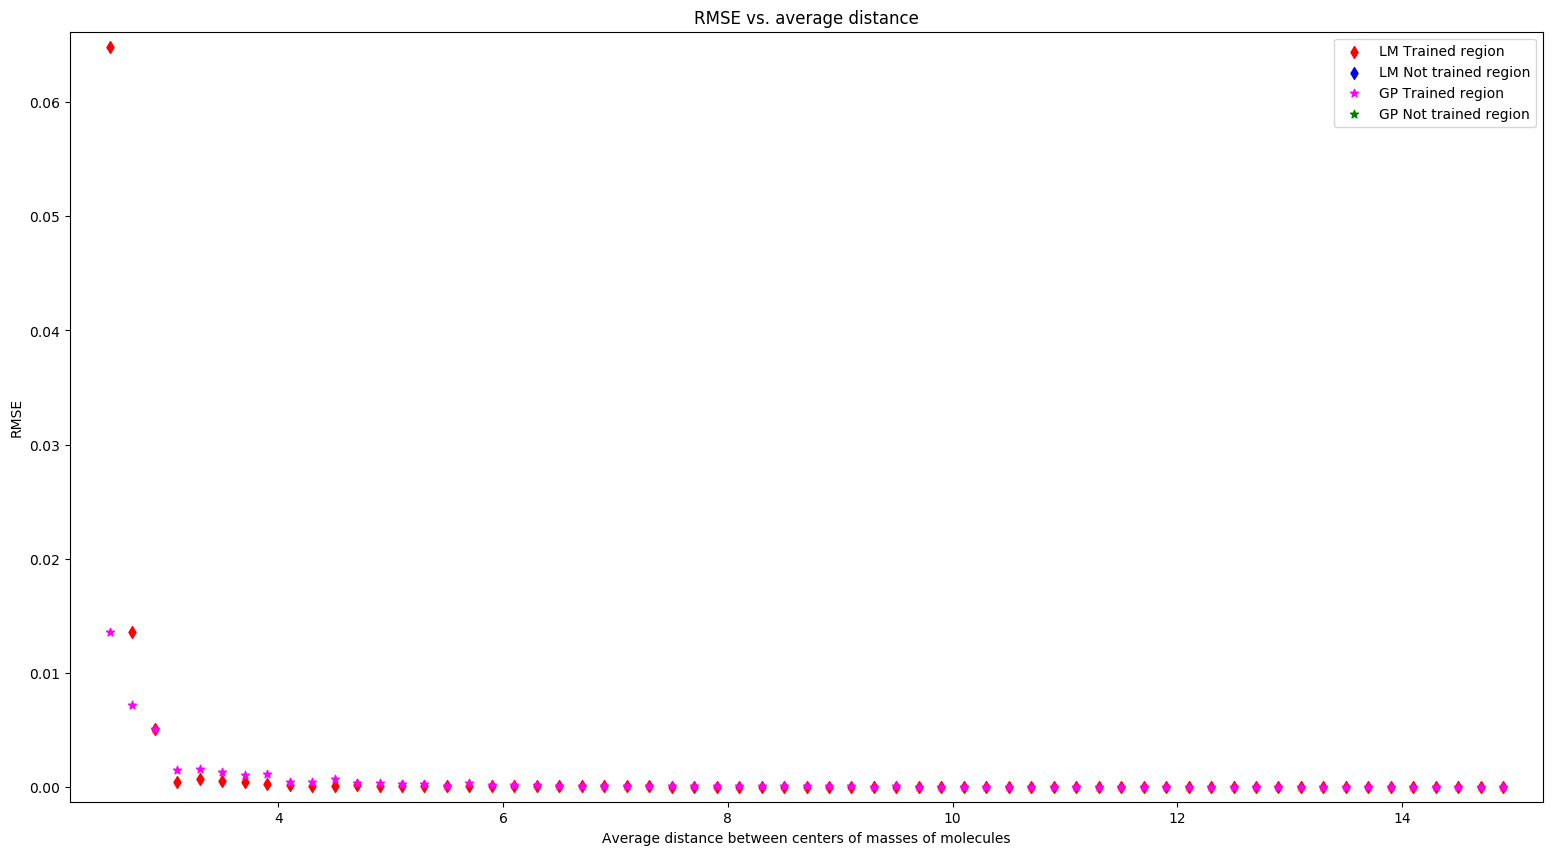 RMSE vs. average distance
LM Trained region
LM Not trained region
GP Trained region
GP Not trained region
0.06
0.05
0.04
0.03
0.02
0.01
0.00
RMSE
4
6
8
10
12
14
Average distance between centers of masses of molecules